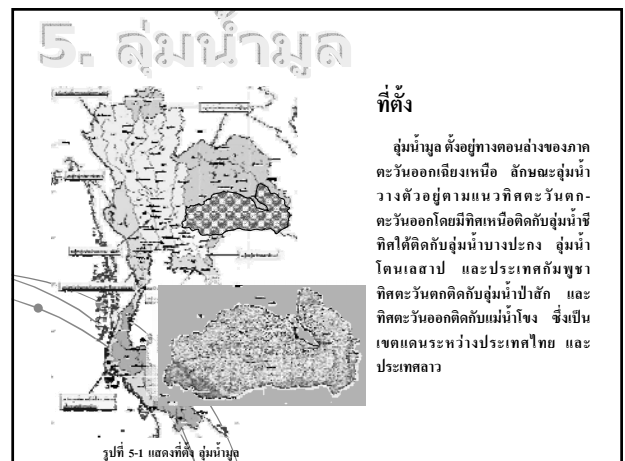 5. ลุ่มน้ำมูล
ที่ตั้ง
ลุ่มน้ำมูล ตั้งอยู่ทางตอนล่างของภาค
ตะวันออกเฉียงเหนือ ลักษณะลุ่มน้ำ
วางตัวอยู่ตามแนวทิศตะวันตก-
ตะวันออกโดยมีทิศเหนือติดกับลุ่มน้ำชี
ทิศใต้ติดกับลุ่มน้ำบางปะกง ลุ่มน้ำ
โตนเลสาป และประเทศกัมพูชา
ทิศตะวันตกติดกับลุ่มน้ำป่าสัก และ
ทิศตะวันออกติดกับแม่น้ำโขง ซึ่งเป็น
เขตแดนระหว่างประเทศไทย และ
ประเทศลาว
รูปที่ 5-1 แสดงที่ตั้ง ลุ่มน้ำมูล